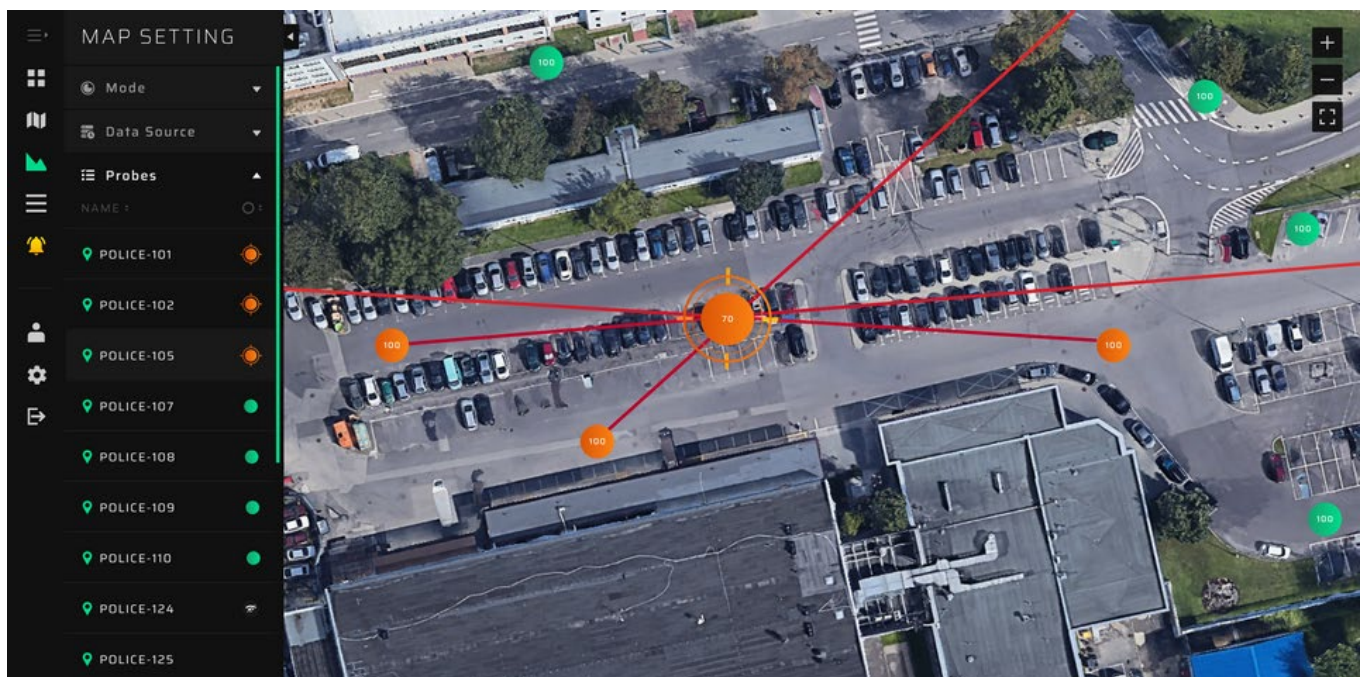 MAP SETTING
Mode
Data Source
Probes
NAME
POLICE-101
POLICE-102
POLICE-105
POLICE-107
POLICE-108
POLICE-109
POLICE-110
POLICE-124
POLICE-125
100
100
100
70
100
100
100
100